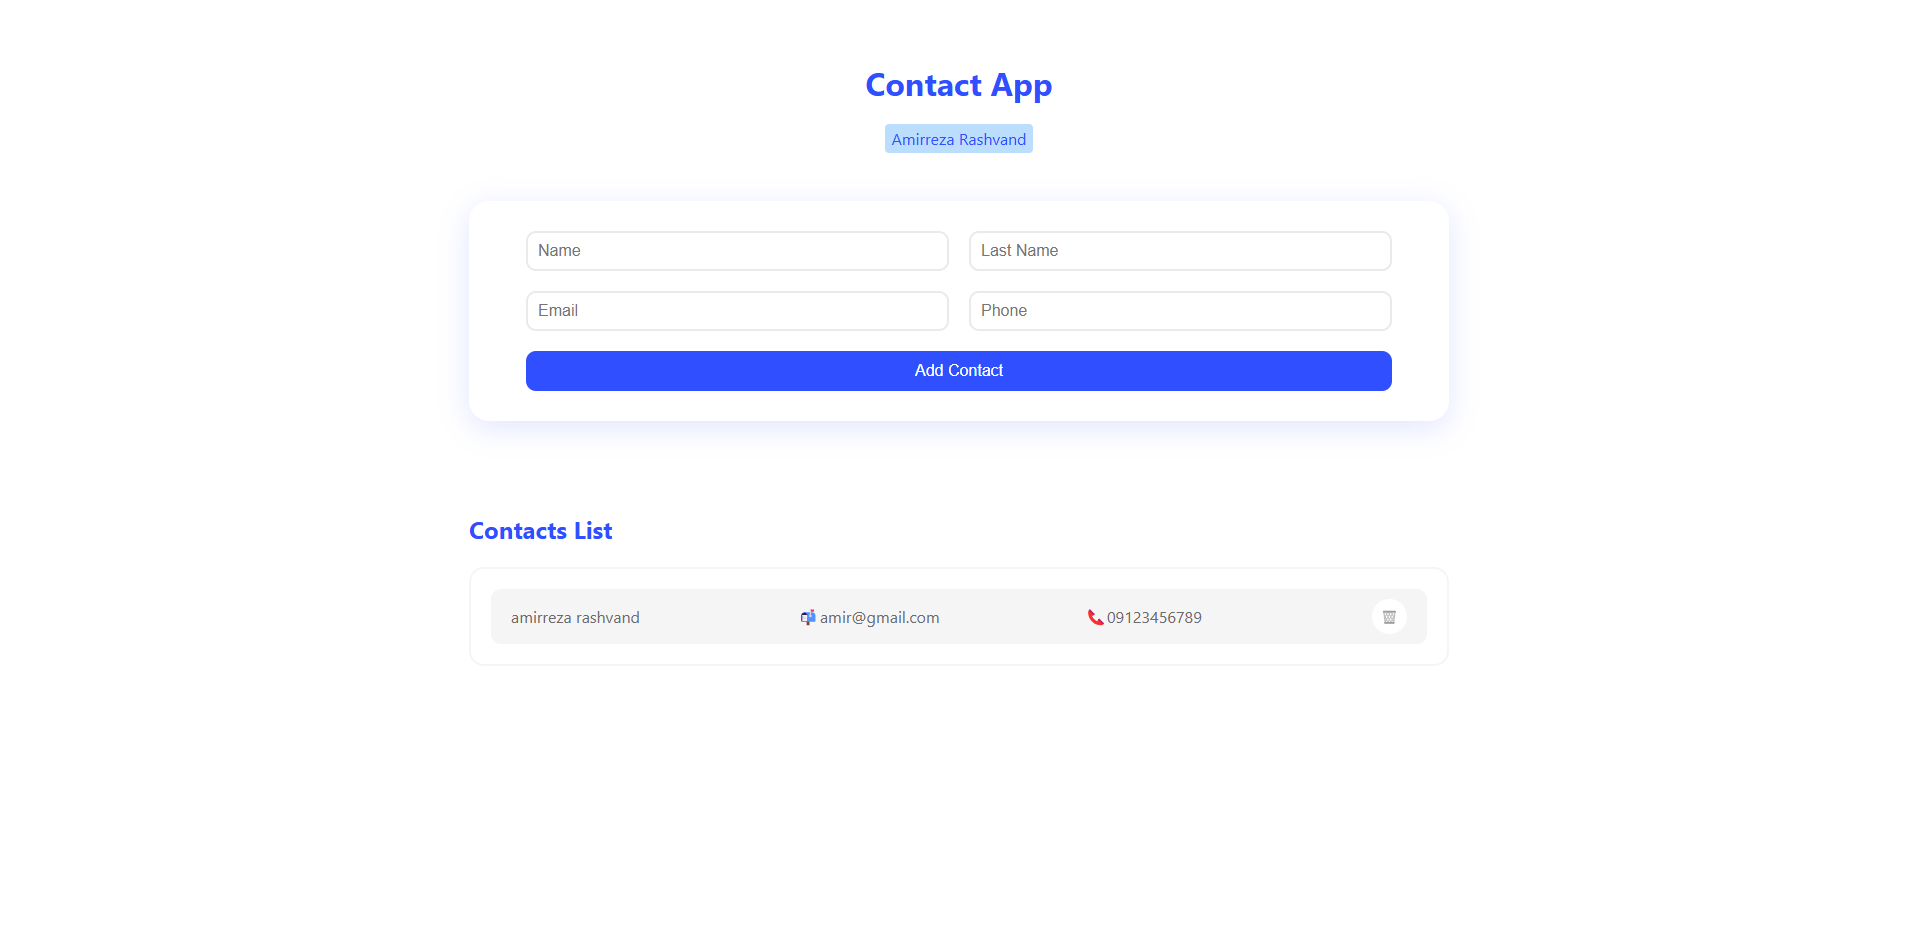 Contact App
Amirreza Rashvand
Name
Last Name
Email
Phone
Add Contact
Contacts List
amirreza rashvand
amir@gmail.com
09123456789